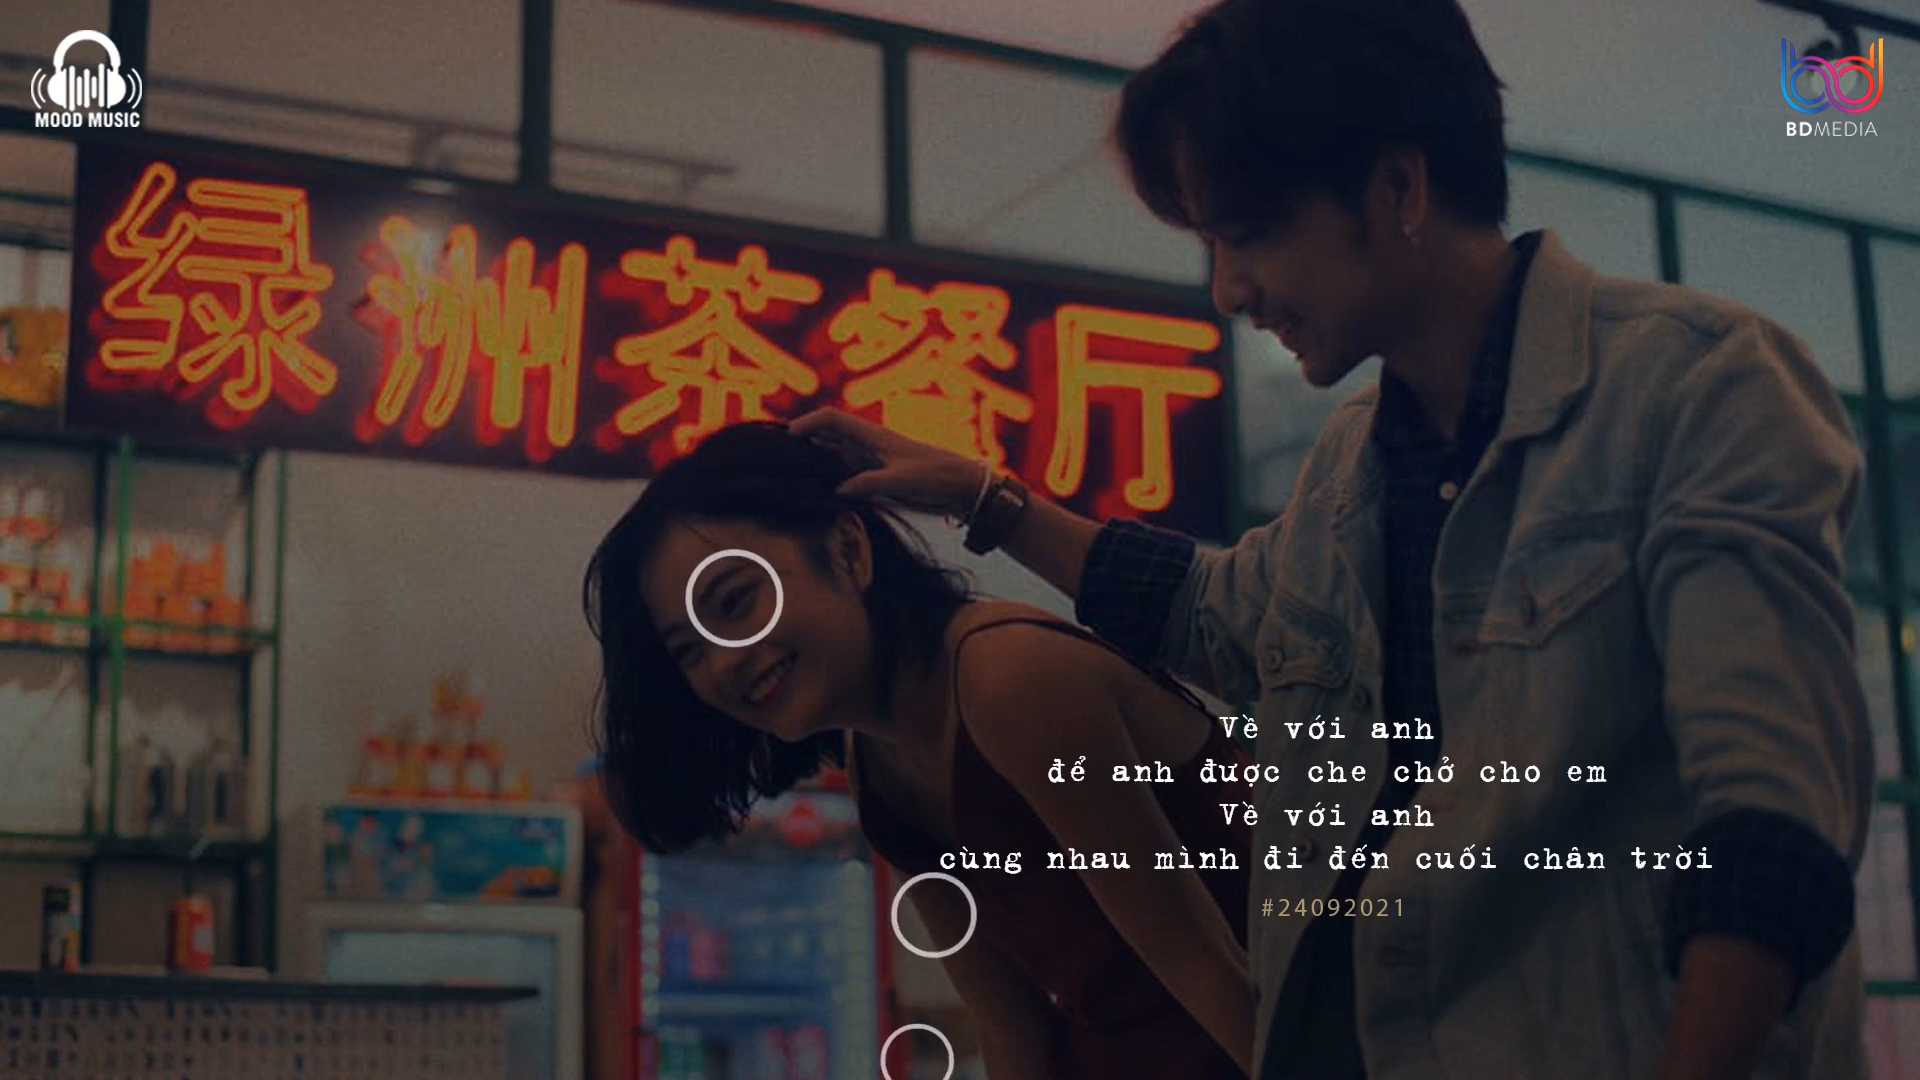 MOOD MUSIC
BDMEDIA
绿洲茶餐厅
Về với anh
để anh được che chở cho em
Về với anh
cùng nhau mình đi đến cuối chân trời
#24092021